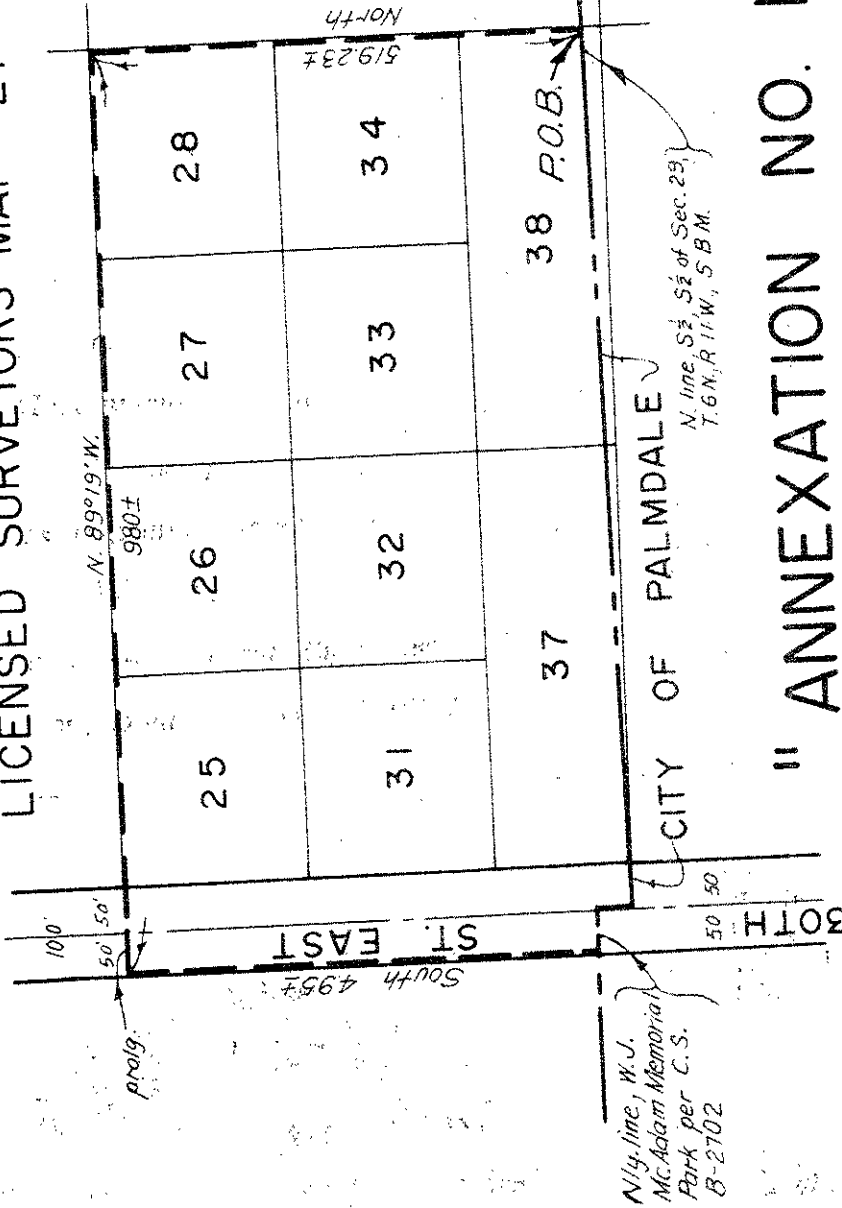 LICENSED SURVEYORS MAP
N. 89°19' W.
980±
100'
50' 50'
prolg.
North
519.23±
25
26
27
28
31
32
33
34
37
38
P.O.B.
South 495±
30TH ST. EAST
50 50
CITY OF PALMDALE
N. line, S½, S½ of Sec. 29,
T. 6 N., R 11 W., S B M.
N'ly. line, W. J.
McAdam Memorial
Park per C.S.
B-2702
" ANNEXATION NO.